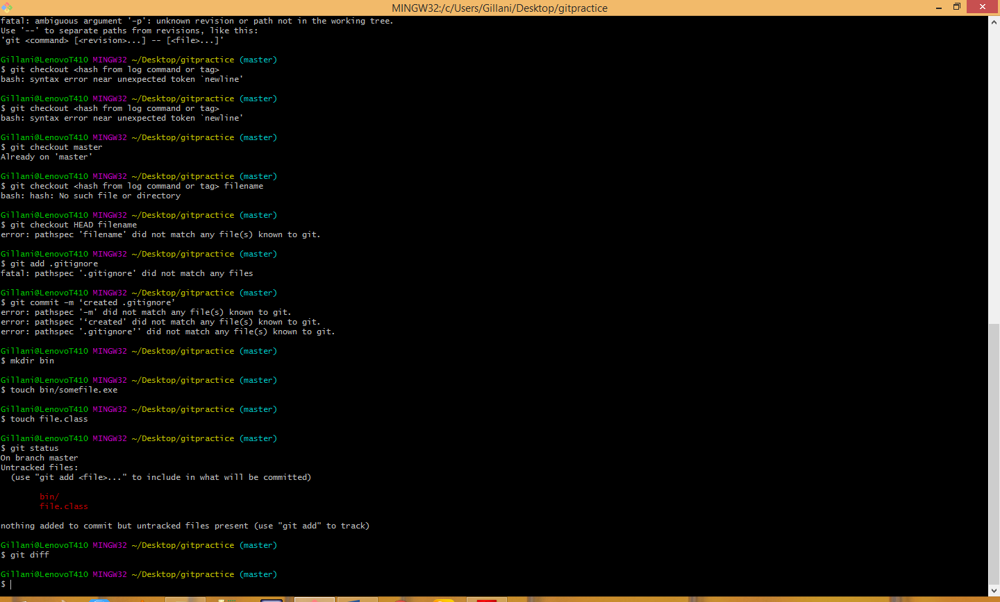 MINGW32:/c/Users/Gillani/Desktop/gitpractice
fatal: ambiguous argument '-p': unknown revision or path not in the working tree.
Use '--' to separate paths from revisions, like this:
'git <command> [<revision>...] -- [<file>...]'
Gillani@LenovoT410 MINGW32 ~/Desktop/gitpractice (master)
$ git checkout <hash from log command or tag>
bash: syntax error near unexpected token `newline'
Gillani@LenovoT410 MINGW32 ~/Desktop/gitpractice (master)
$ git checkout <hash from log command or tag>
bash: syntax error near unexpected token `newline'
Gillani@LenovoT410 MINGW32 ~/Desktop/gitpractice (master)
$ git checkout master
Already on 'master'
Gillani@LenovoT410 MINGW32 ~/Desktop/gitpractice (master)
$ git checkout <hash from log command or tag> filename
bash: hash: No such file or directory
Gillani@LenovoT410 MINGW32 ~/Desktop/gitpractice (master)
$ git checkout HEAD filename
error: pathspec 'filename' did not match any file(s) known to git.
Gillani@LenovoT410 MINGW32 ~/Desktop/gitpractice (master)
$ git add .gitignore
fatal: pathspec '.gitignore' did not match any files
Gillani@LenovoT410 MINGW32 ~/Desktop/gitpractice (master)
$ git commit –m ‘created .gitignore’
error: pathspec '–m' did not match any file(s) known to git.
error: pathspec '‘created' did not match any file(s) known to git.
error: pathspec '.gitignore’' did not match any file(s) known to git.
Gillani@LenovoT410 MINGW32 ~/Desktop/gitpractice (master)
$ mkdir bin
Gillani@LenovoT410 MINGW32 ~/Desktop/gitpractice (master)
$ touch bin/somefile.exe
Gillani@LenovoT410 MINGW32 ~/Desktop/gitpractice (master)
$ touch file.class
Gillani@LenovoT410 MINGW32 ~/Desktop/gitpractice (master)
$ git status
On branch master
Untracked files:
(use "git add <file>..." to include in what will be committed)
bin/
file.class
nothing added to commit but untracked files present (use "git add" to track)
Gillani@LenovoT410 MINGW32 ~/Desktop/gitpractice (master)
$ git diff
Gillani@LenovoT410 MINGW32 ~/Desktop/gitpractice (master)
$